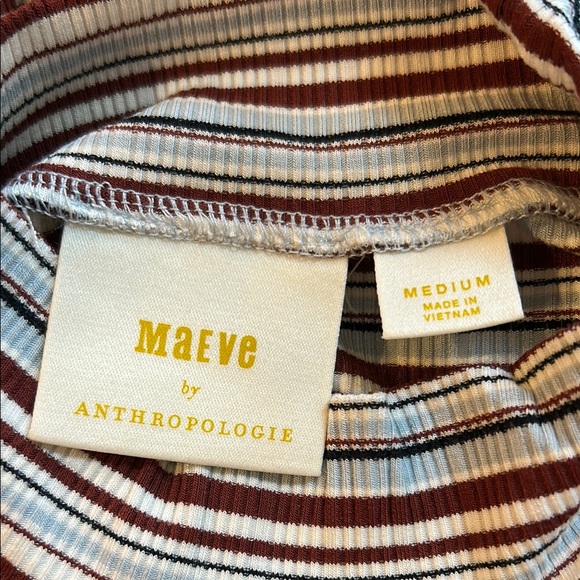 MaEve
by
ANTHROPOLOGIE
MEDIUM
MADE IN
VIETNAM